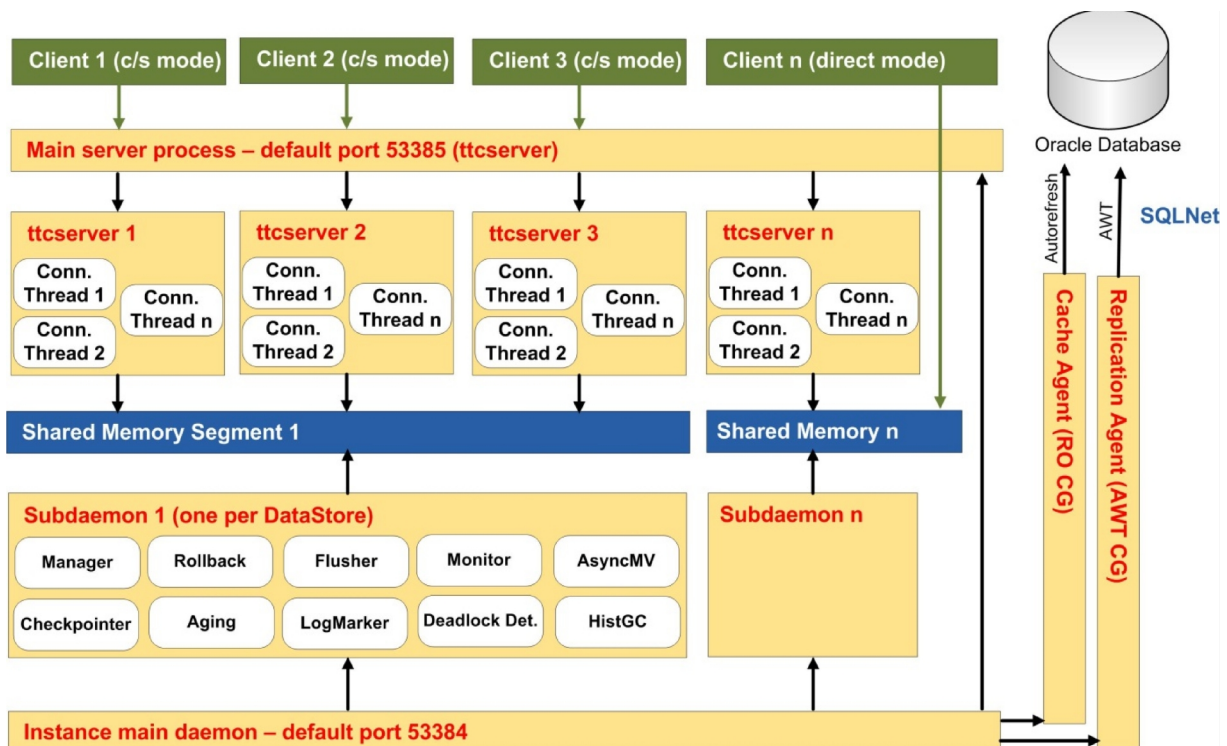 Client 1 (c/s mode)
Client 2 (c/s mode)
Client 3 (c/s mode)
Client n (direct mode)
Oracle Database
Main server process – default port 53385 (ttcserver)
Autorefresh
AWT
SQLNet
ttcserver 1
Conn.
Thread 1
Conn.
Thread n
Conn.
Thread 2
ttcserver 2
Conn.
Thread 1
Conn.
Thread n
Conn.
Thread 2
ttcserver 3
Conn.
Thread 1
Conn.
Thread n
Conn.
Thread 2
ttcserver n
Conn.
Thread 1
Conn.
Thread n
Conn.
Thread 2
Cache Agent (RO CG)
Replication Agent (AWT CG)
Shared Memory Segment 1
Shared Memory n
Subdaemon 1 (one per DataStore)
Manager
Rollback
Flusher
Monitor
AsyncMV
Checkpointer
Aging
LogMarker
Deadlock Det.
HistGC
Subdaemon n
Instance main daemon – default port 53384